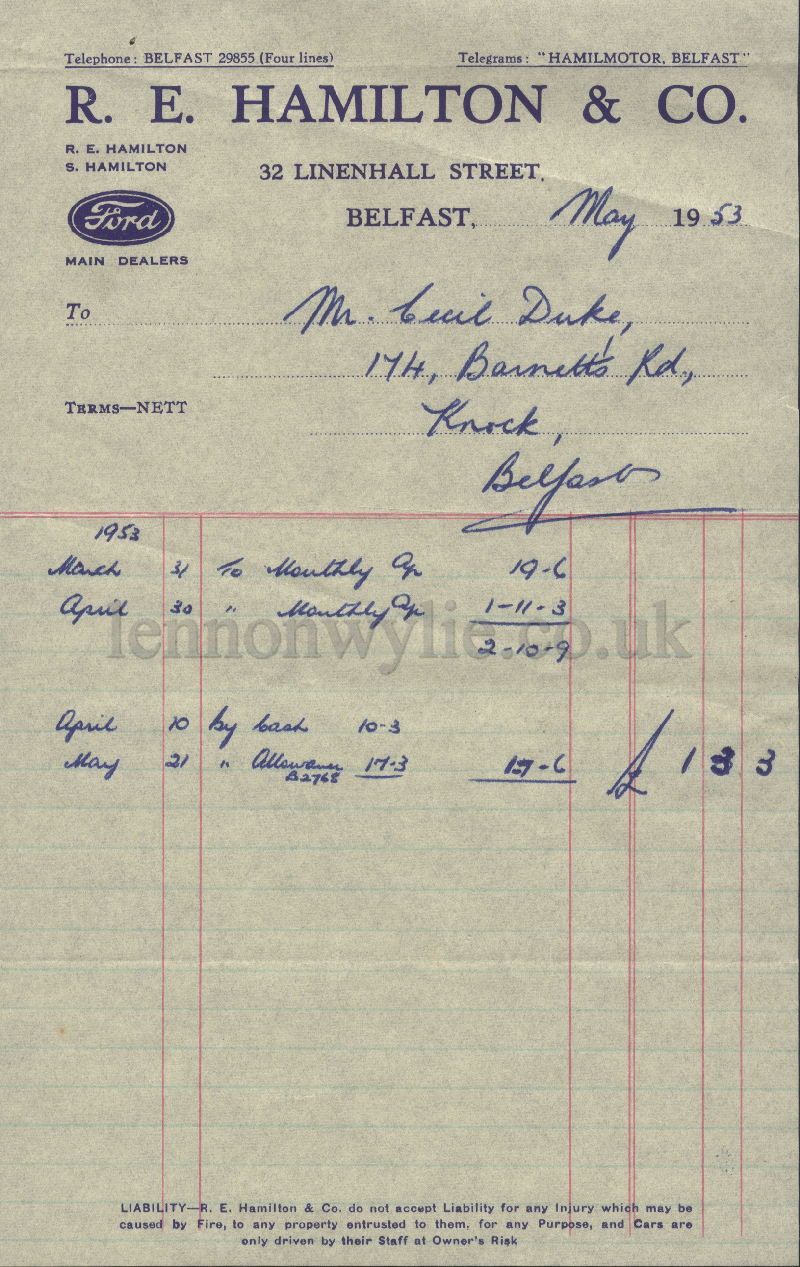 Telephone: BELFAST 29855 (Four lines) Telegrams: "HAMILMOTOR, BELFAST"
R. E. HAMILTON & CO.
R. E. HAMILTON
S. HAMILTON
32 LINENHALL STREET,
BELFAST, May 1953
Ford
MAIN DEALERS
To Mr. Cecil Duke,
174, Barnett's Rd.,
TERMS—NETT
Knock,
Belfast
1953
March 31 To Monthly a/c 19-6
April 30 " Monthly a/c 1-11-3
lennonwylie.co.uk
2-10-9
April 10 By Cash 10-3
May 21 " Allowance 17-3 1-7-6 £ 1 3 3
B2768
LIABILITY—R. E. Hamilton & Co. do not accept Liability for any Injury which may be
caused by Fire, to any property entrusted to them, for any Purpose, and Cars are
only driven by their Staff at Owner's Risk